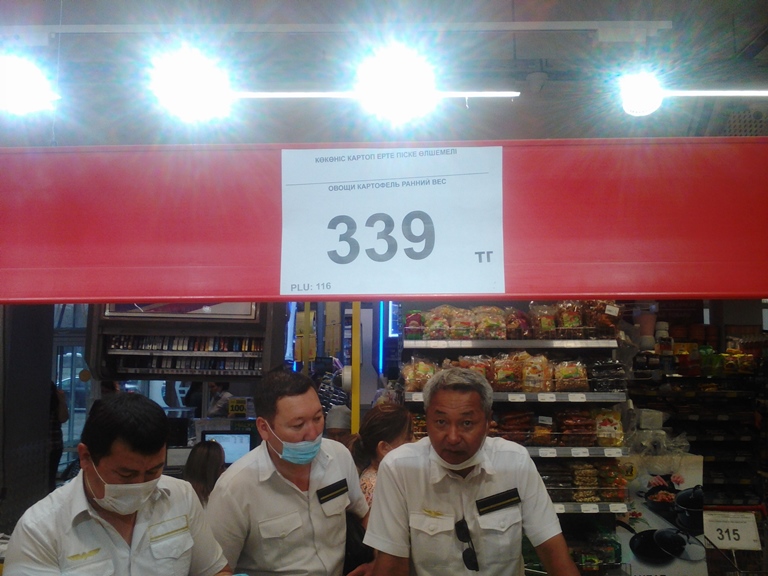 КӨКӨНІС КАРТОП ЕРТЕ ПІСКЕ ӨЛШЕМЕЛІ
ОВОЩИ КАРТОФЕЛЬ РАННИЙ ВЕС
339 тг
PLU: 116
315